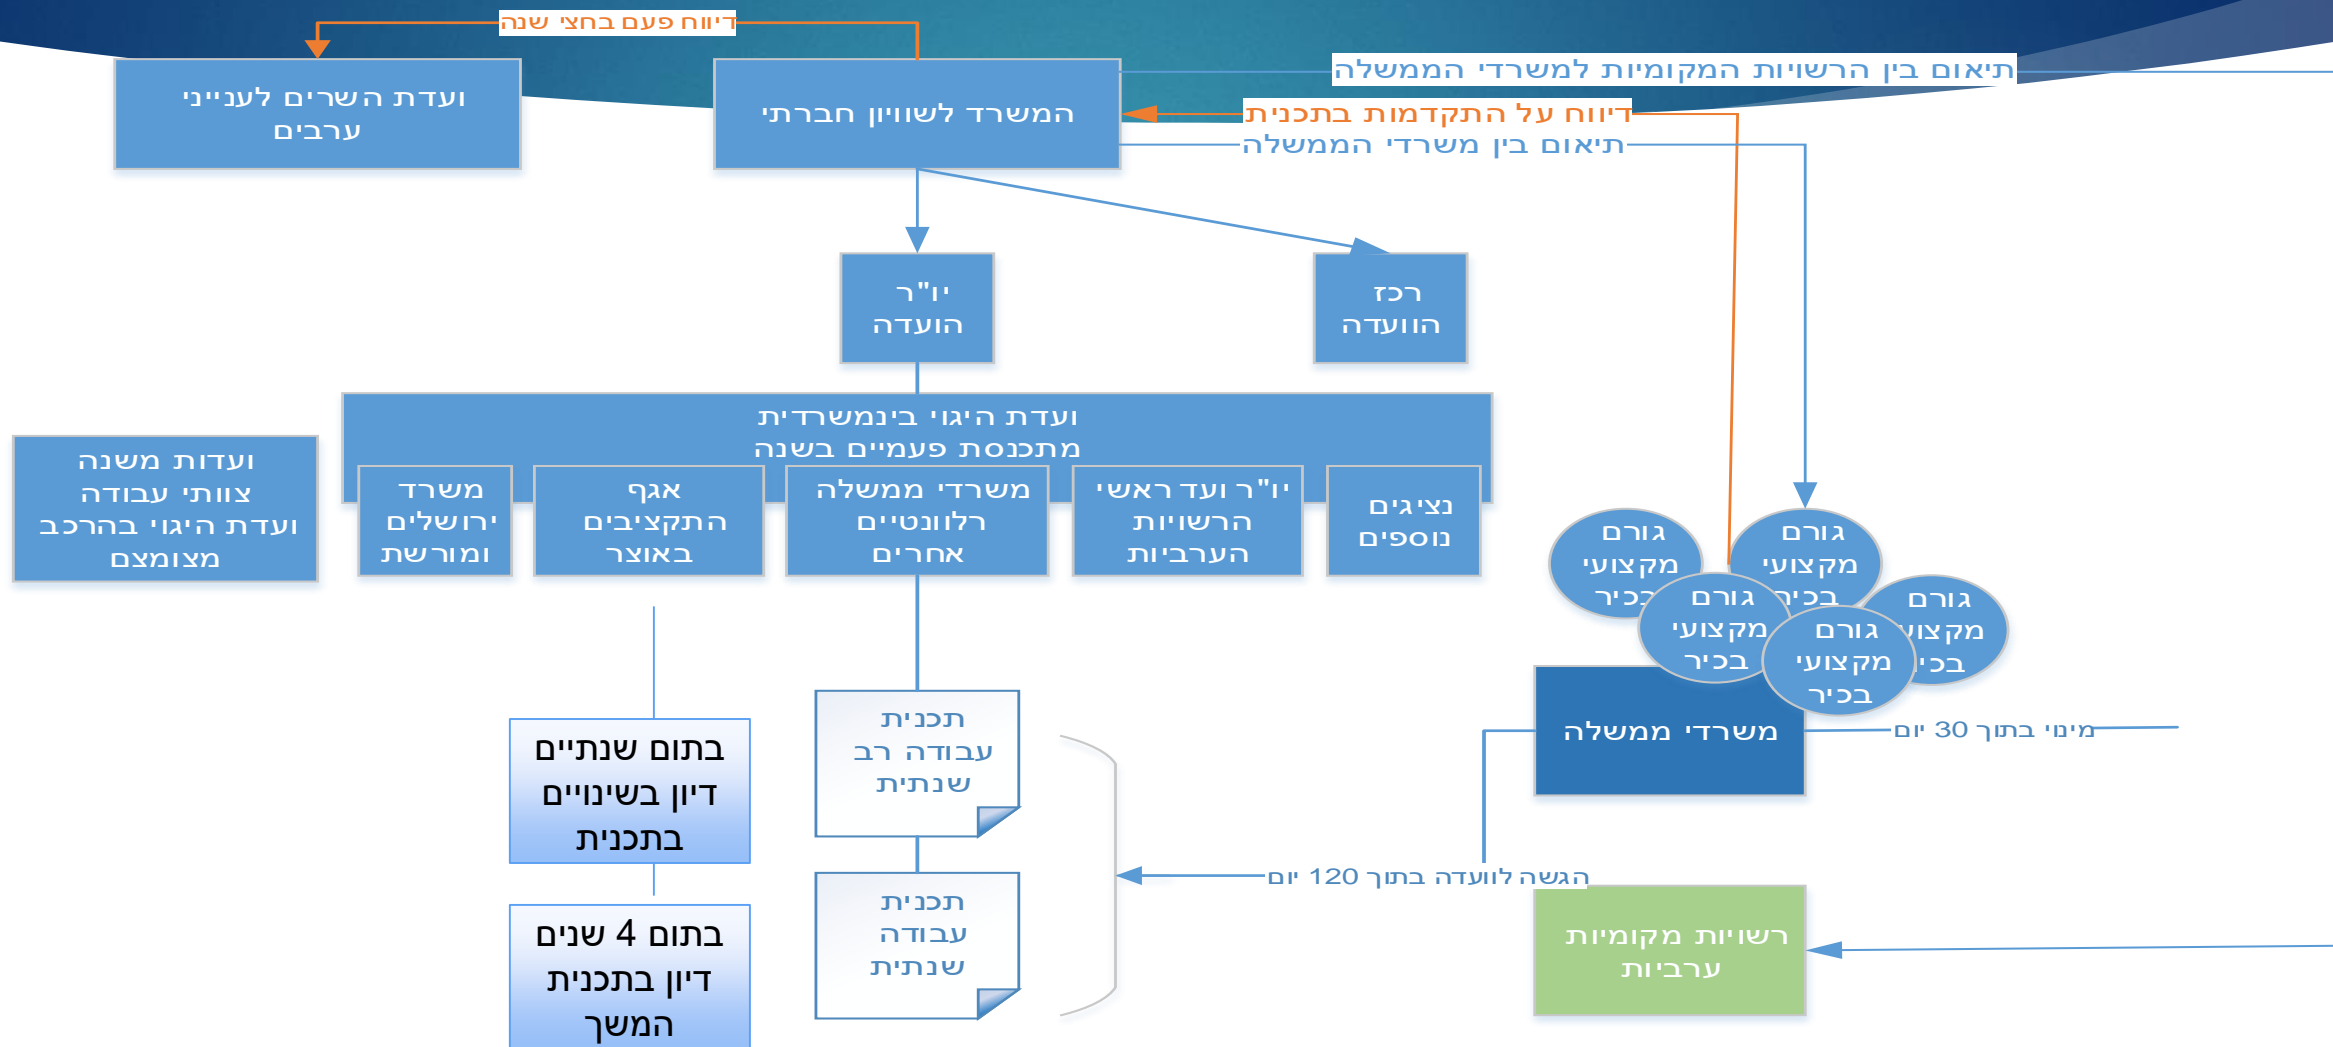 דיווח פעם בחצי שנה
תיאום בין הרשויות המקומיות למשרדי הממשלה
המשרד לשוויון חברתי
ועדת השרים לענייני
ערבים
דיווח על התקדמות בתכנית
תיאום בין משרדי הממשלה
רכז
הוועדה
יו"ר
הועדה
ועדת היגוי בינמשרדית
מתכנסת פעמיים בשנה
נציגים
נוספים
יו"ר ועד ראשי
הרשויות
הערביות
משרדי ממשלה
רלוונטיים
אחרים
אגף
התקציבים
באוצר
משרד
ירושלים
ומורשת
ועדות משנה
צוותי עבודה
ועדת היגוי בהרכב
מצומצם
גורם
מקצועי
בכיר
גורם
מקצועי
בכיר
גורם
מקצועי
בכיר
גורם
מקצועי
בכיר
גורם
מקצועי
בכיר
משרדי ממשלה
מינוי בתוך 30 יום
תכנית
עבודה רב
שנתית
בתום שנתיים
דיון בשינויים
בתכנית
הגשה לוועדה בתוך 120 יום
תכנית
עבודה
שנתית
בתום 4 שנים
דיון בתכנית
המשך
רשויות מקומיות
ערביות